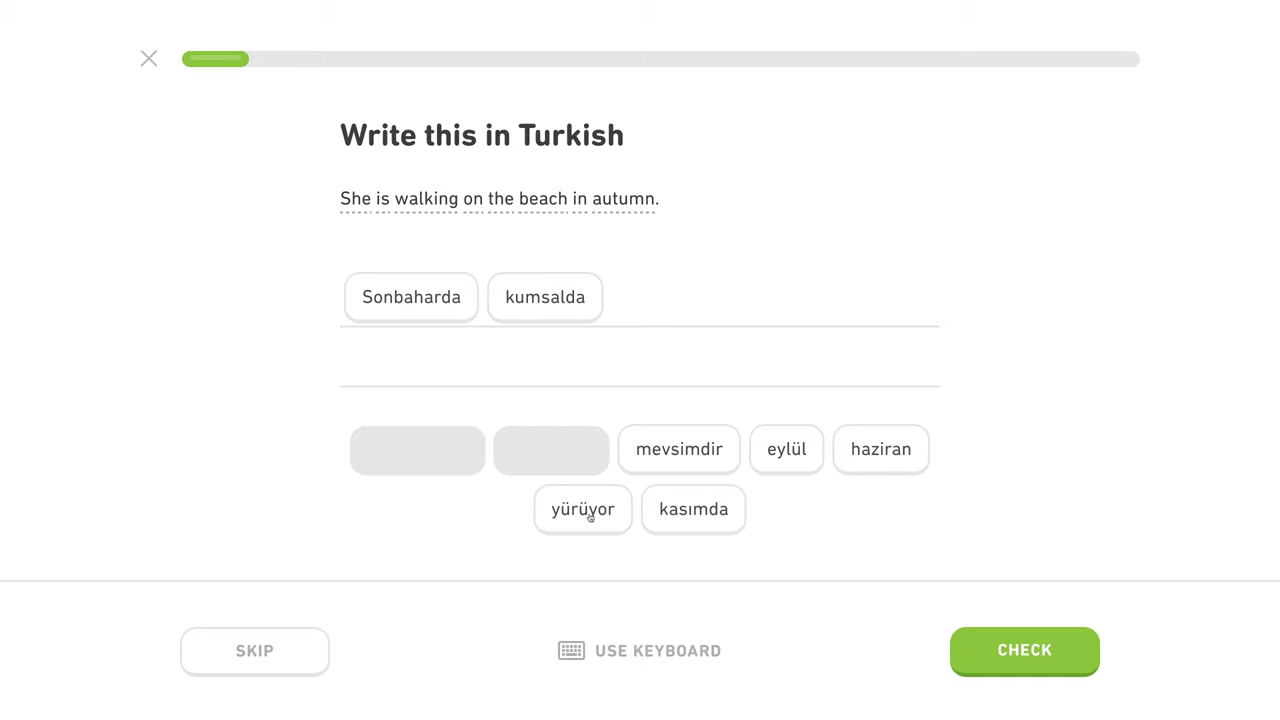 Write this in Turkish
She is walking on the beach in autumn.
Sonbaharda kumsalda
mevsimdir eylül haziran
yürüyor kasımda
SKIP USE KEYBOARD CHECK